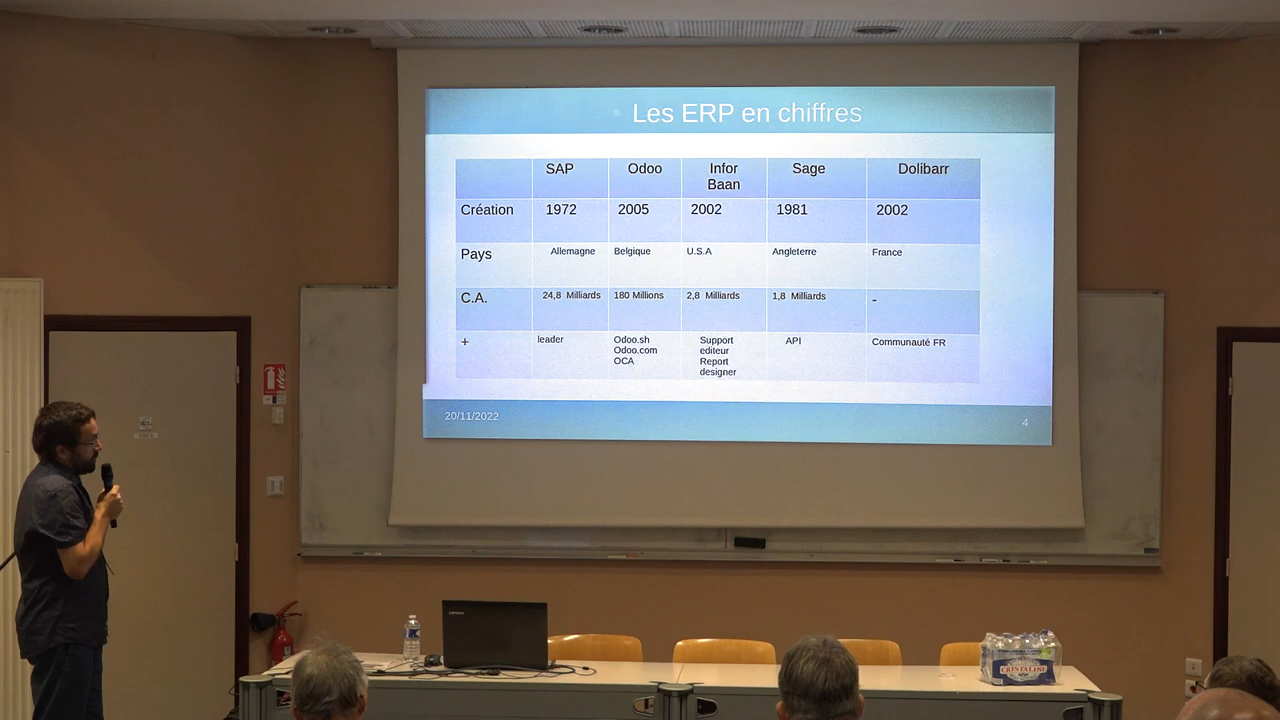 Les ERP en chiffres
SAP Odoo Infor Baan Sage Dolibarr
Création 1972 2005 2002 1981 2002
Pays Allemagne Belgique U.S.A Angleterre France
C.A. 24,8 Milliards 180 Millions 2,8 Milliards 1,8 Milliards -
+ leader Odoo.sh Odoo.com OCA Support editeur Report designer API Communauté FR
20/11/2022
4
Lenovo
CRISTALINE